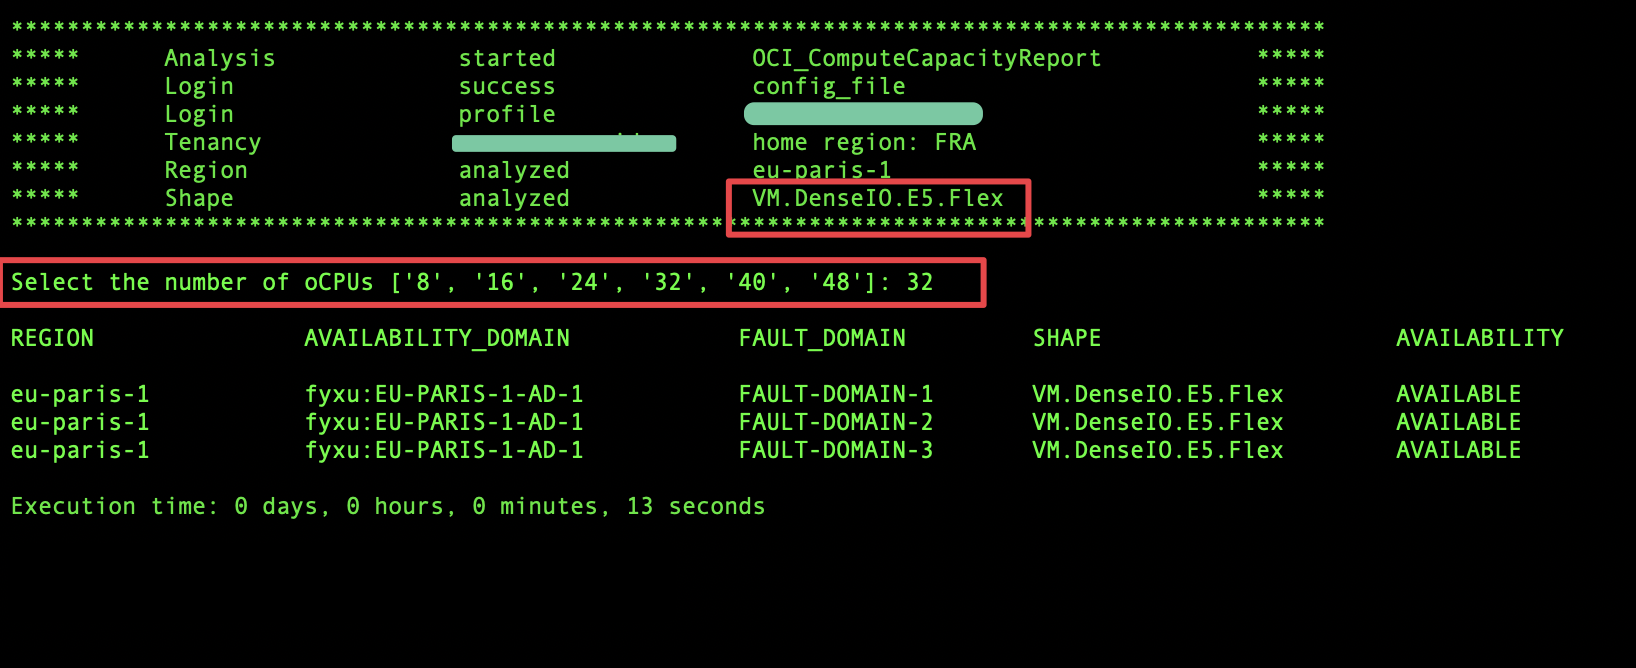 **********************************************************************************************
***** Analysis started OCI_ComputeCapacityReport *****
***** Login success config_file *****
***** Login profile *****
***** Tenancy home region: FRA *****
***** Region analyzed eu-paris-1 *****
***** Shape analyzed VM.DenseIO.E5.Flex *****
**********************************************************************************************
Select the number of oCPUs ['8', '16', '24', '32', '40', '48']: 32
REGION AVAILABILITY_DOMAIN FAULT_DOMAIN SHAPE AVAILABILITY
eu-paris-1 fyxu:EU-PARIS-1-AD-1 FAULT-DOMAIN-1 VM.DenseIO.E5.Flex AVAILABLE
eu-paris-1 fyxu:EU-PARIS-1-AD-1 FAULT-DOMAIN-2 VM.DenseIO.E5.Flex AVAILABLE
eu-paris-1 fyxu:EU-PARIS-1-AD-1 FAULT-DOMAIN-3 VM.DenseIO.E5.Flex AVAILABLE
Execution time: 0 days, 0 hours, 0 minutes, 13 seconds